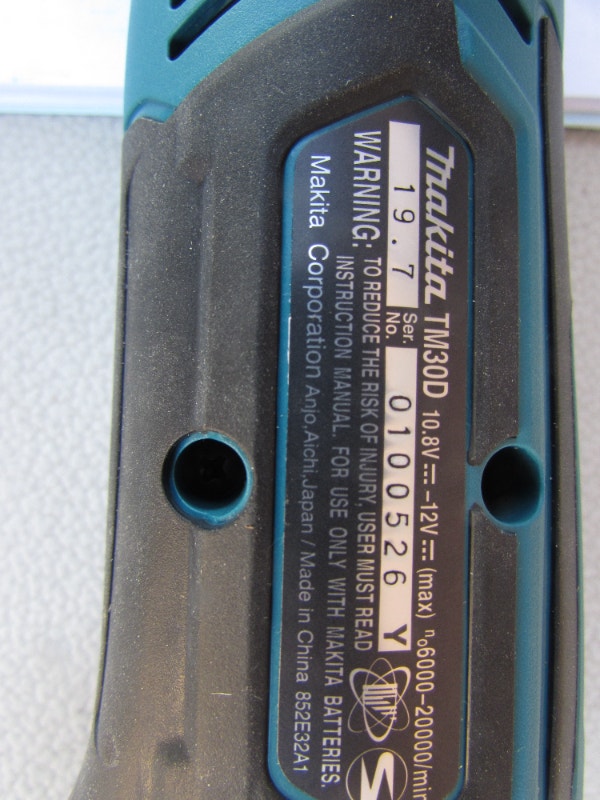 makita TM30D 10.8V⎓-12V⎓(max) n₀6000-20000/min
19.7 Ser. No. 0100526 Y
WARNING: TO REDUCE THE RISK OF INJURY, USER MUST READ
INSTRUCTION MANUAL. FOR USE ONLY WITH MAKITA BATTERIES.
Makita Corporation Anjo,Aichi,Japan / Made in China 852E32A1